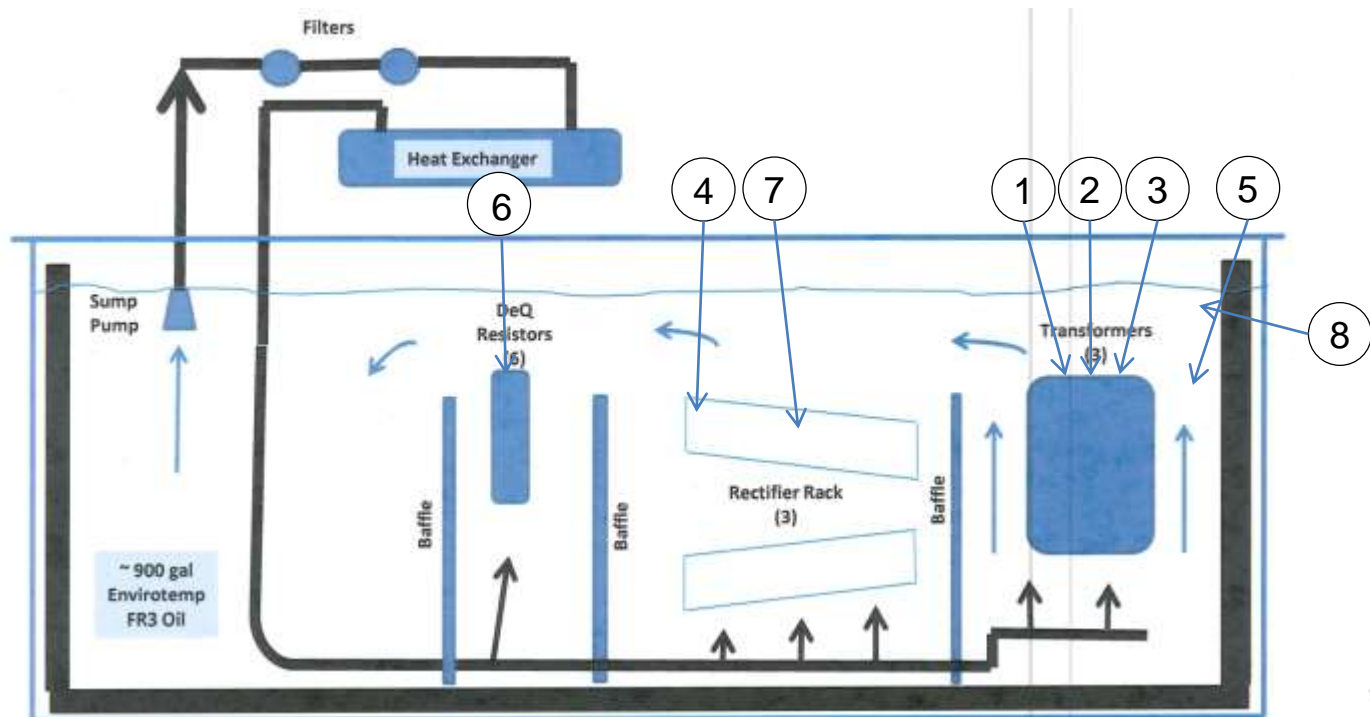 Filters
Heat Exchanger
6
4
7
1
2
3
5
8
Sump
Pump
DeQ
Resistors
(6)
Transformers
(3)
Baffle
Baffle
Rectifier Rack
(3)
Baffle
~ 900 gal
Envirotemp
FR3 Oil